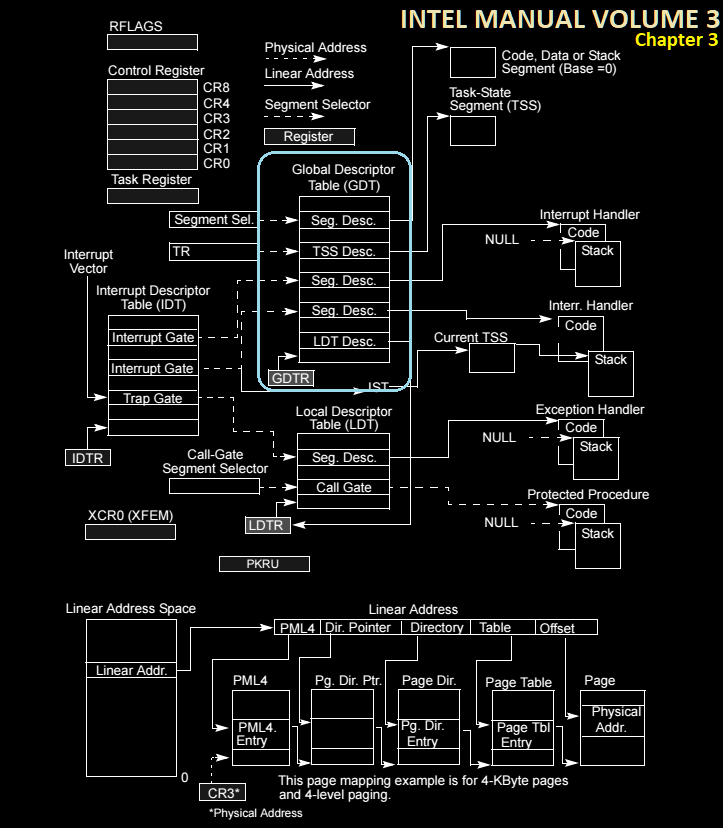 INTEL MANUAL VOLUME 3
Chapter 3
RFLAGS
Physical Address
Linear Address
Segment Selector
Register
Code, Data or Stack
Segment (Base =0)
Task-State
Segment (TSS)
Control Register
CR8
CR4
CR3
CR2
CR1
CR0
Task Register
Global Descriptor
Table (GDT)
Segment Sel.
Seg. Desc.
TR
TSS Desc.
Seg. Desc.
Seg. Desc.
LDT Desc.
GDTR
IST
Interrupt Handler
Code
NULL
Stack
Interrupt
Vector
Interrupt Descriptor
Table (IDT)
Interrupt Gate
Interrupt Gate
Trap Gate
IDTR
Interr. Handler
Code
Current TSS
Stack
Local Descriptor
Table (LDT)
Exception Handler
Code
NULL
Stack
Call-Gate
Segment Selector
Seg. Desc.
Call Gate
Protected Procedure
Code
NULL
Stack
XCR0 (XFEM)
LDTR
PKRU
Linear Address Space
Linear Addr.
0
Linear Address
PML4
Dir. Pointer
Directory
Table
Offset
PML4
Pg. Dir. Ptr.
Page Dir.
Page Table
Page
PML4.
Entry
Pg. Dir.
Entry
Page Tbl
Entry
Physical
Addr.
CR3*
This page mapping example is for 4-KByte pages
and 4-level paging.
*Physical Address